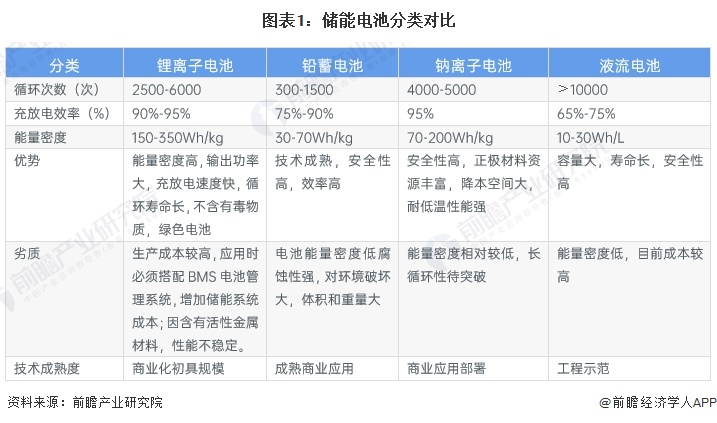 图表1：储能电池分类对比
分类 锂离子电池 铅蓄电池 钠离子电池 液流电池
循环次数（次） 2500-6000 300-1500 4000-5000 ＞10000
充放电效率（%） 90%-95% 75%-90% 95% 65%-75%
能量密度 150-350Wh/kg 30-70Wh/kg 70-200Wh/kg 10-30Wh/L
优势
能量密度高，输出功率
大，充放电速度快，循
环寿命长，不含有毒物
质，绿色电池
技术成熟，安全性
高，效率高
安全性高，正极材料资
源丰富，降本空间大，
耐低温性能强
容量大，寿命长，安全性
高
劣质
生产成本较高，应用时
必须搭配 BMS 电池管
理系统，增加储能系统
成本；因含有活性金属
材料，性能不稳定。
电池能量密度低腐
蚀性强，对环境破坏
大，体积和重量大
能量密度相对较低，长
循环性待突破
能量密度低，目前成本较
高
技术成熟度 商业化初具规模 成熟商业应用 商业应用部署 工程示范
资料来源：前瞻产业研究院
@前瞻经济学人APP
前瞻产业研究院